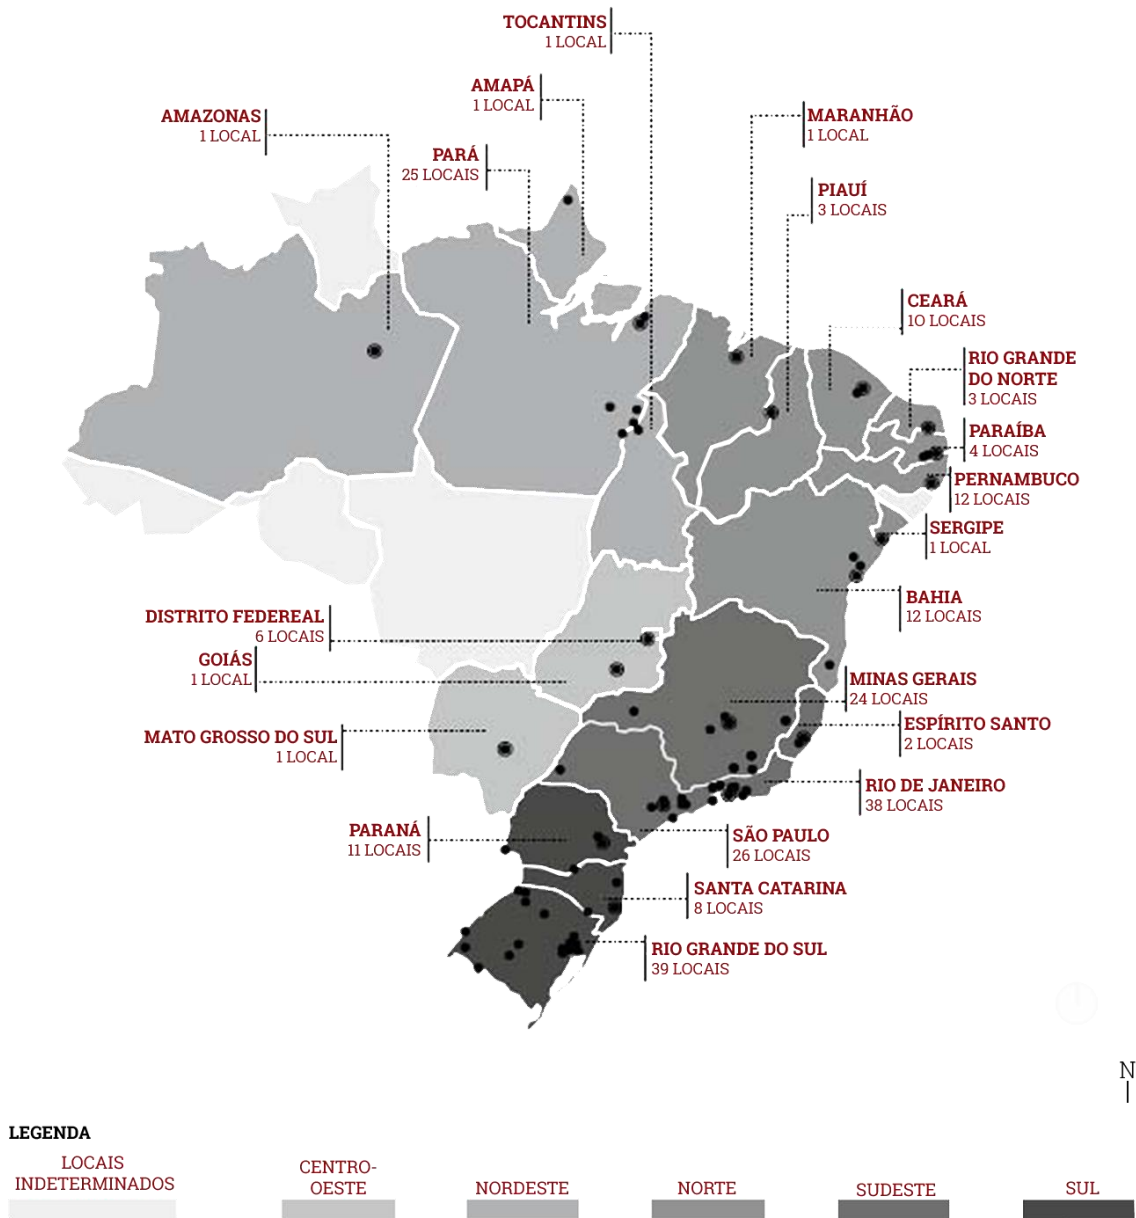 TOCANTINS
1 LOCAL
AMAPÁ
1 LOCAL
AMAZONAS
1 LOCAL
MARANHÃO
1 LOCAL
PARÁ
25 LOCAIS
PIAUÍ
3 LOCAIS
CEARÁ
10 LOCAIS
RIO GRANDE
DO NORTE
3 LOCAIS
PARAÍBA
4 LOCAIS
PERNAMBUCO
12 LOCAIS
SERGIPE
1 LOCAL
BAHIA
12 LOCAIS
DISTRITO FEDEREAL
6 LOCAIS
GOIÁS
1 LOCAL
MINAS GERAIS
24 LOCAIS
ESPÍRITO SANTO
2 LOCAIS
MATO GROSSO DO SUL
1 LOCAL
RIO DE JANEIRO
38 LOCAIS
PARANÁ
11 LOCAIS
SÃO PAULO
26 LOCAIS
SANTA CATARINA
8 LOCAIS
RIO GRANDE DO SUL
39 LOCAIS
N
LEGENDA
LOCAIS
INDETERMINADOS
CENTRO-
OESTE
NORDESTE
NORTE
SUDESTE
SUL